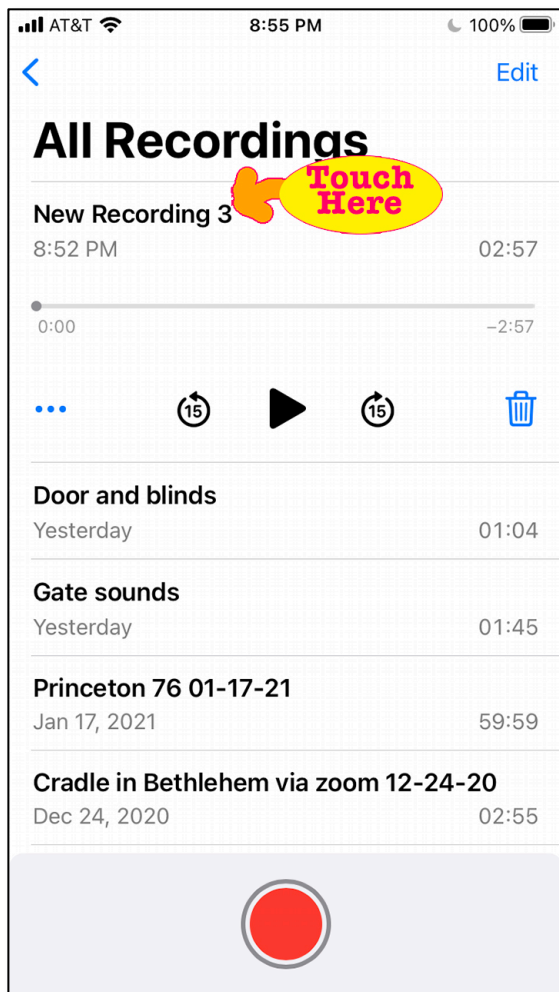 AT&T 8:55 PM 100%
Edit
All Recordings
Touch
Here
New Recording 3
8:52 PM 02:57
0:00 −2:57
15 15
Door and blinds
Yesterday 01:04
Gate sounds
Yesterday 01:45
Princeton 76 01-17-21
Jan 17, 2021 59:59
Cradle in Bethlehem via zoom 12-24-20
Dec 24, 2020 02:55